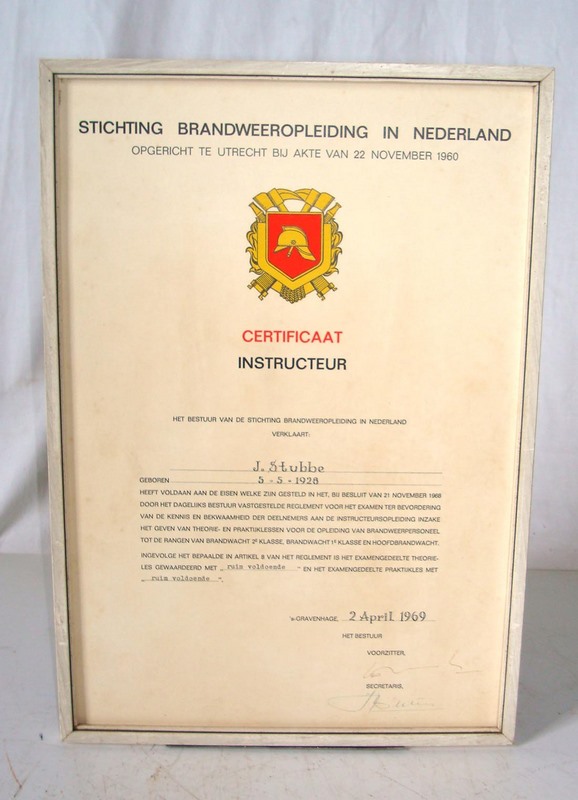 STICHTING BRANDWEEROPLEIDING IN NEDERLAND
OPGERICHT TE UTRECHT BIJ AKTE VAN 22 NOVEMBER 1960
CERTIFICAAT
INSTRUCTEUR
HET BESTUUR VAN DE STICHTING BRANDWEEROPLEIDING IN NEDERLAND
VERKLAART:
J. Stubbe
GEBOREN 5 - 5 - 1928
HEEFT VOLDAAN AAN DE EISEN WELKE ZIJN GESTELD IN HET, BIJ BESLUIT VAN 21 NOVEMBER 1968
DOOR HET DAGELIJKS BESTUUR VASTGESTELDE REGLEMENT VOOR HET EXAMEN TER BEVORDERING
VAN DE KENNIS EN BEKWAAMHEID DER DEELNEMERS AAN DE INSTRUCTEURSOPLEIDING INZAKE
HET GEVEN VAN THEORIE- EN PRAKTIJKLESSEN VOOR DE OPLEIDING VAN BRANDWEERPERSONEEL
TOT DE RANGEN VAN BRANDWACHT 2e KLASSE, BRANDWACHT 1e KLASSE EN HOOFDBRANDWACHT.
INGEVOLGE HET BEPAALDE IN ARTIKEL 8 VAN HET REGLEMENT IS HET EXAMENGEDEELTE THEORIE-
LES GEWAARDEERD MET „ ruim voldoende " EN HET EXAMENGEDEELTE PRAKTIJKLES MET
„ ruim voldoende ".
's-GRAVENHAGE, 2 April 1969
HET BESTUUR
VOORZITTER,
SECRETARIS,